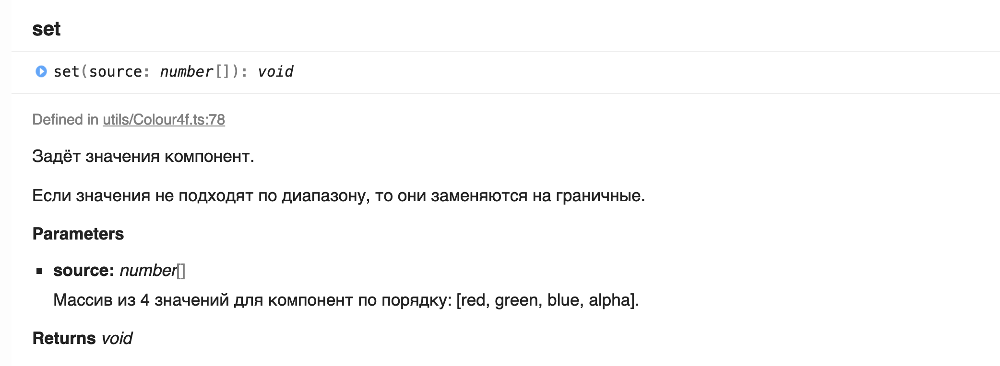 set
set(source: number[]): void
Defined in utils/Colour4f.ts:78
Задёт значения компонент.
Если значения не подходят по диапазону, то они заменяются на граничные.
Parameters
source: number[]
Массив из 4 значений для компонент по порядку: [red, green, blue, alpha].
Returns void